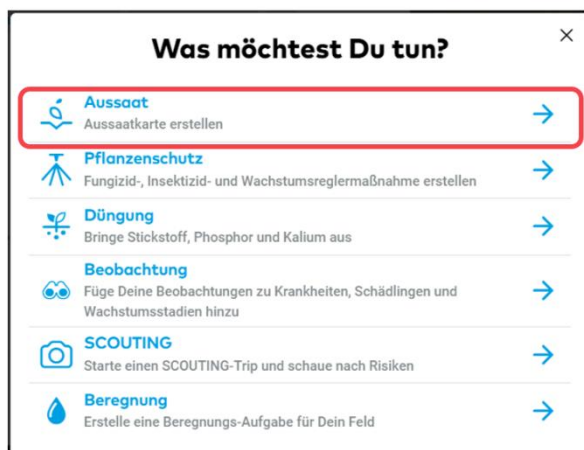 Was möchtest Du tun?
Aussaat
Aussaatkarte erstellen
Pflanzenschutz
Fungizid-, Insektizid- und Wachstumsreglermaßnahme erstellen
Düngung
Bringe Stickstoff, Phosphor und Kalium aus
Beobachtung
Füge Deine Beobachtungen zu Krankheiten, Schädlingen und
Wachstumsstadien hinzu
SCOUTING
Starte einen SCOUTING-Trip und schaue nach Risiken
Beregnung
Erstelle eine Beregnungs-Aufgabe für Dein Feld